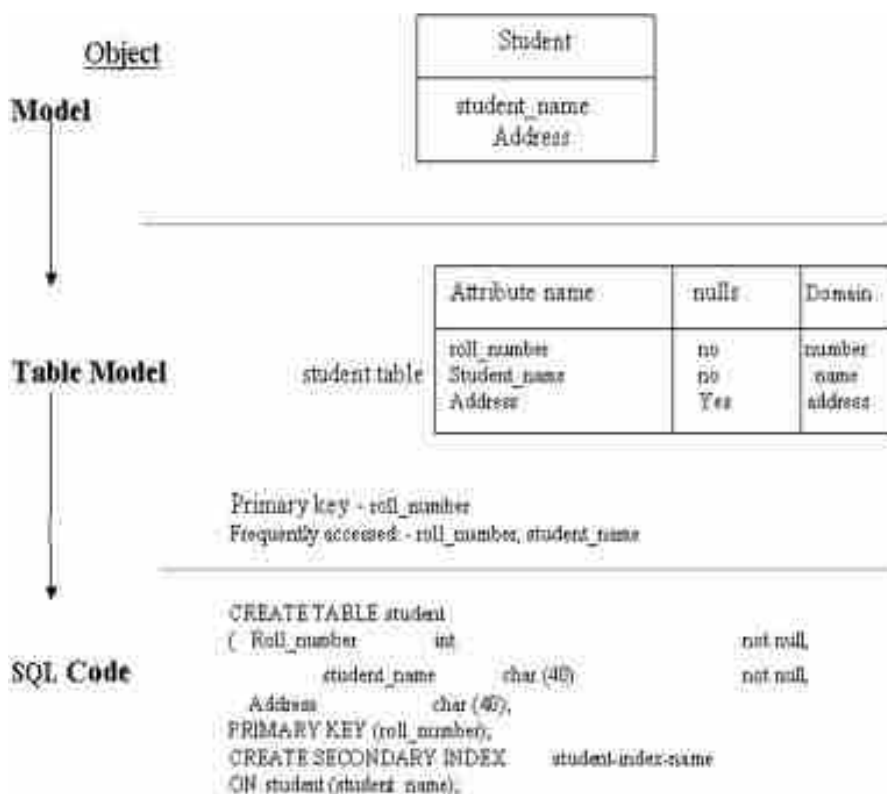 Object
Model
Student
student_name
Address
Attribute name nulls Domain
roll_number no number
Student_name no name
Address Yes address
Table Model
student table
Primary key - roll_number
Frequently accessed: - roll_number, student_name
SQL Code
CREATE TABLE student
( Roll_number int not null,
student_name char (40) not null,
Address char (40),
PRIMARY KEY (roll_number),
CREATE SECONDARY INDEX student-index-name
ON student (student_name),